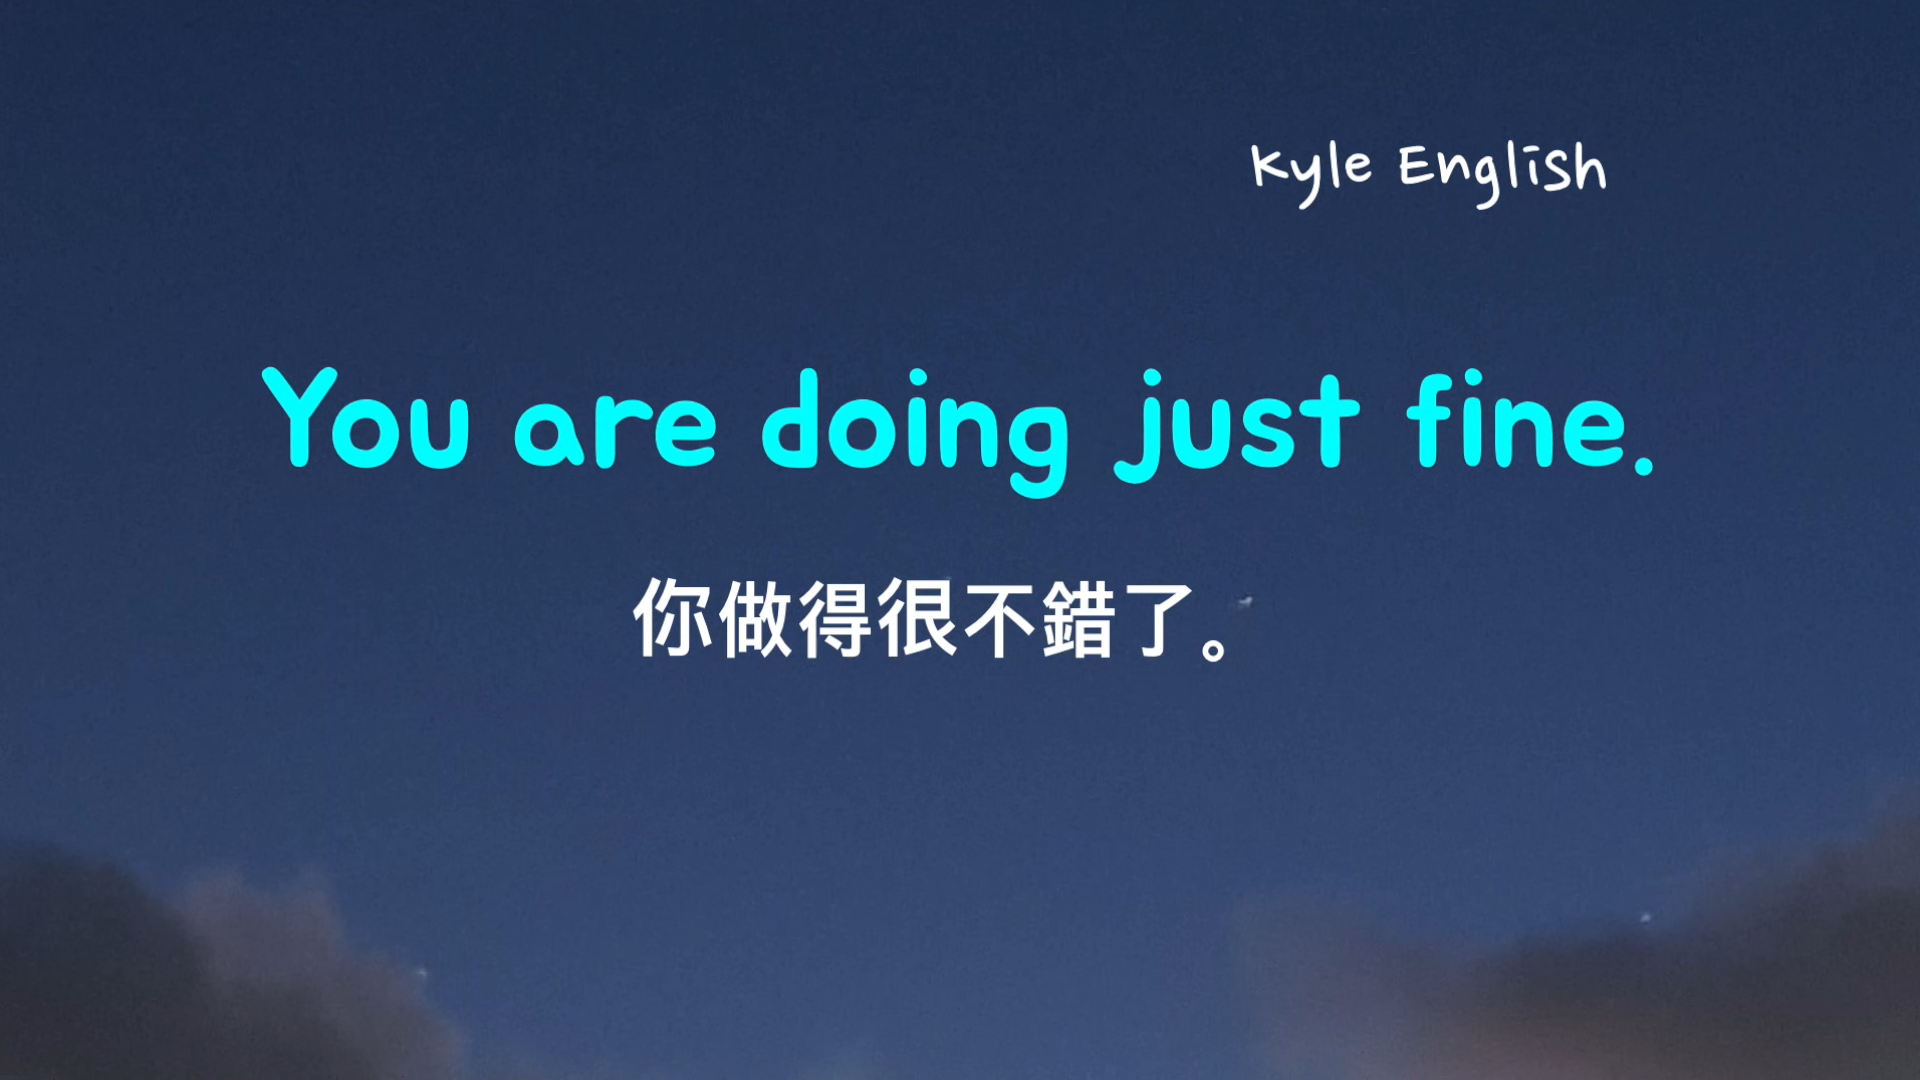 Kyle English
You are doing just fine.
你做得很不錯了。